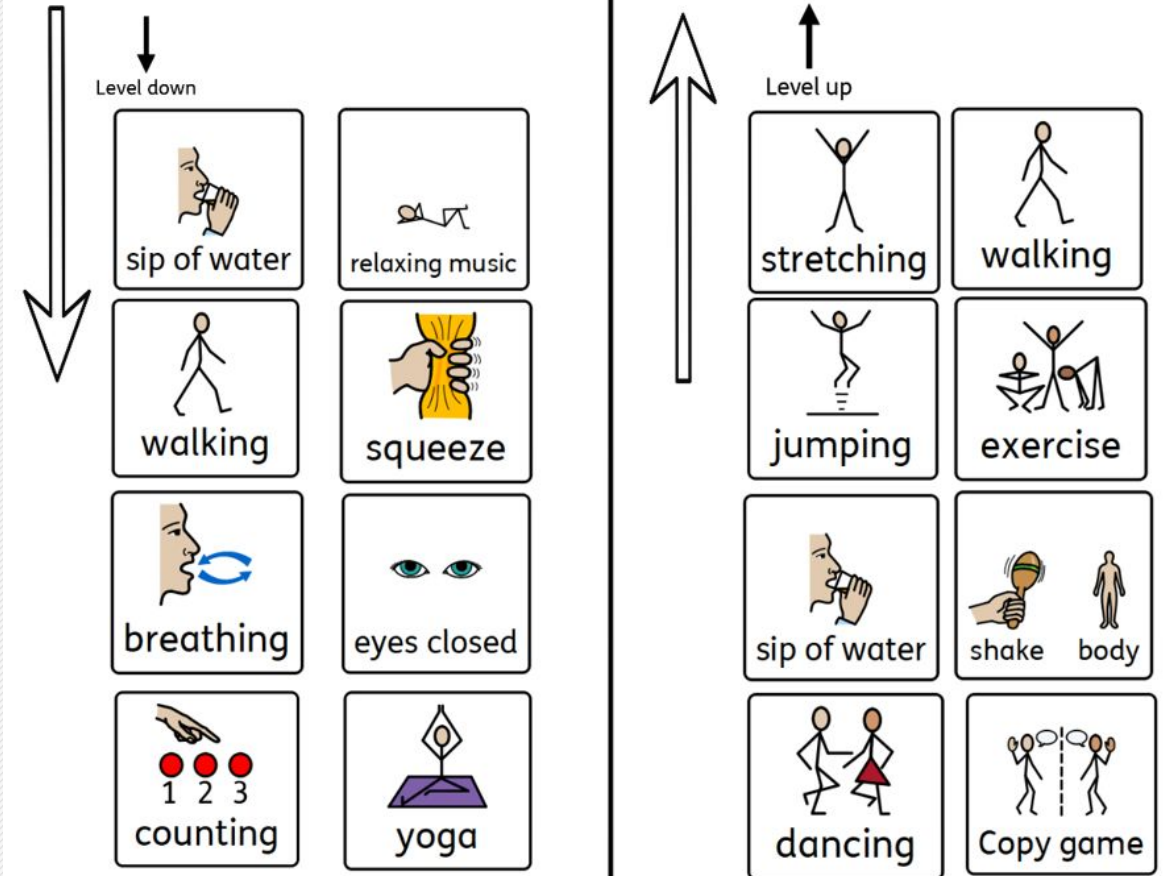 Level down
sip of water
relaxing music
walking
squeeze
breathing
eyes closed
1 2 3
counting
yoga
Level up
stretching
walking
jumping
exercise
sip of water
shake body
dancing
Copy game